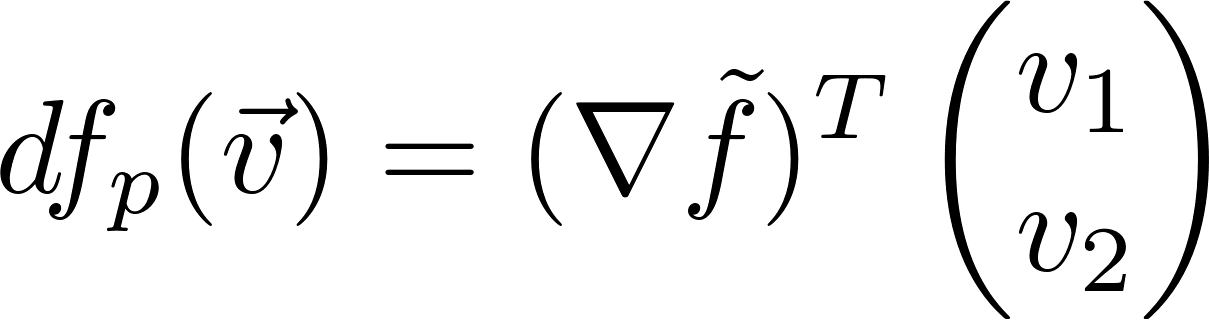 $df_p(\vec{v}) = (\nabla \tilde{f})^T \begin{pmatrix} v_1 \\ v_2 \end{pmatrix}$